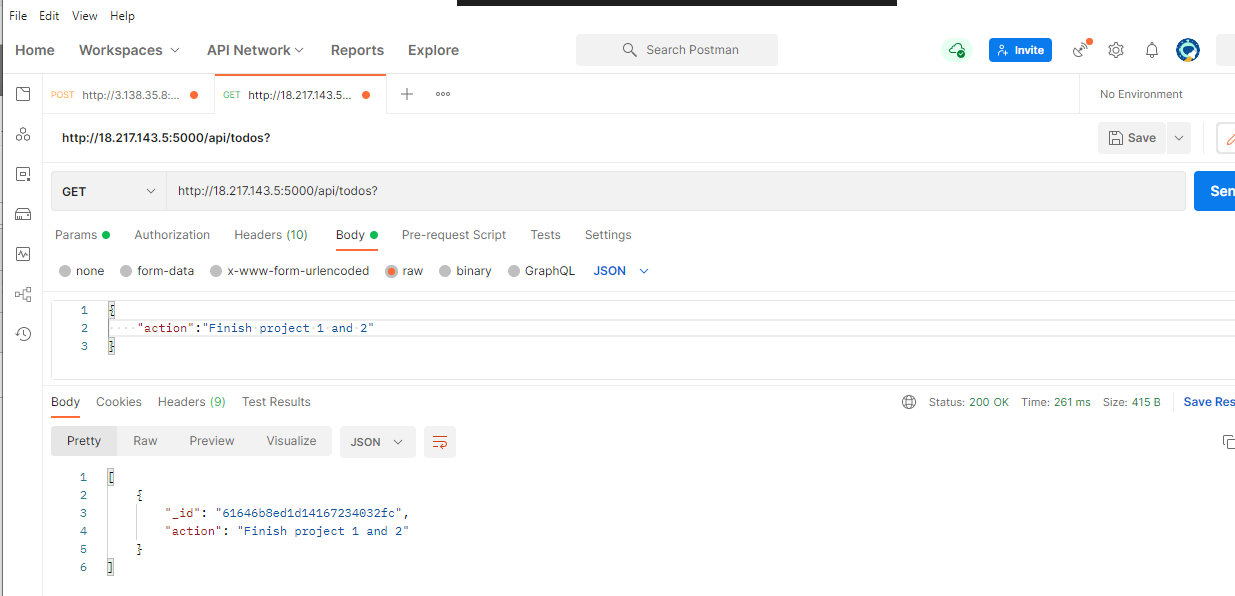 File Edit View Help
Home Workspaces API Network Reports Explore Search Postman Invite
POST http://3.138.35.8:... GET http://18.217.143.5... No Environment
http://18.217.143.5:5000/api/todos? Save
GET http://18.217.143.5:5000/api/todos? Sen
Params Authorization Headers (10) Body Pre-request Script Tests Settings
none form-data x-www-form-urlencoded raw binary GraphQL JSON
1 {
2 "action":"Finish project 1 and 2"
3 }
Body Cookies Headers (9) Test Results Status: 200 OK Time: 261 ms Size: 415 B Save Res
Pretty Raw Preview Visualize JSON
1 [
2 {
3 "_id": "61646b8ed1d14167234032fc",
4 "action": "Finish project 1 and 2"
5 }
6 ]